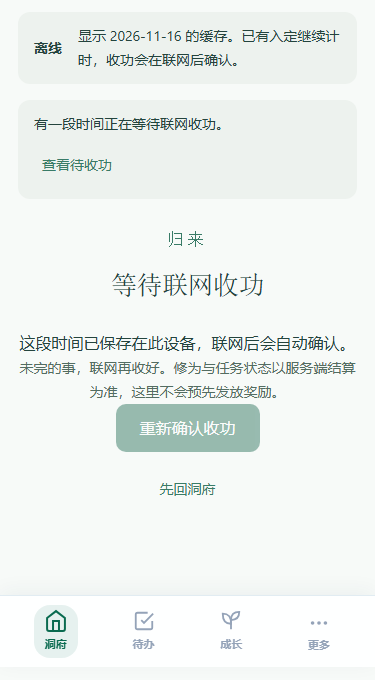 离线
显示 2026-11-16 的缓存。已有入定继续计
时，收功会在联网后确认。
有一段时间正在等待联网收功。
查看待收功
归来
等待联网收功
这段时间已保存在此设备，联网后会自动确认。
未完的事，联网再收好。修为与任务状态以服务端结算
为准，这里不会预先发放奖励。
重新确认收功
先回洞府
洞府
待办
成长
更多